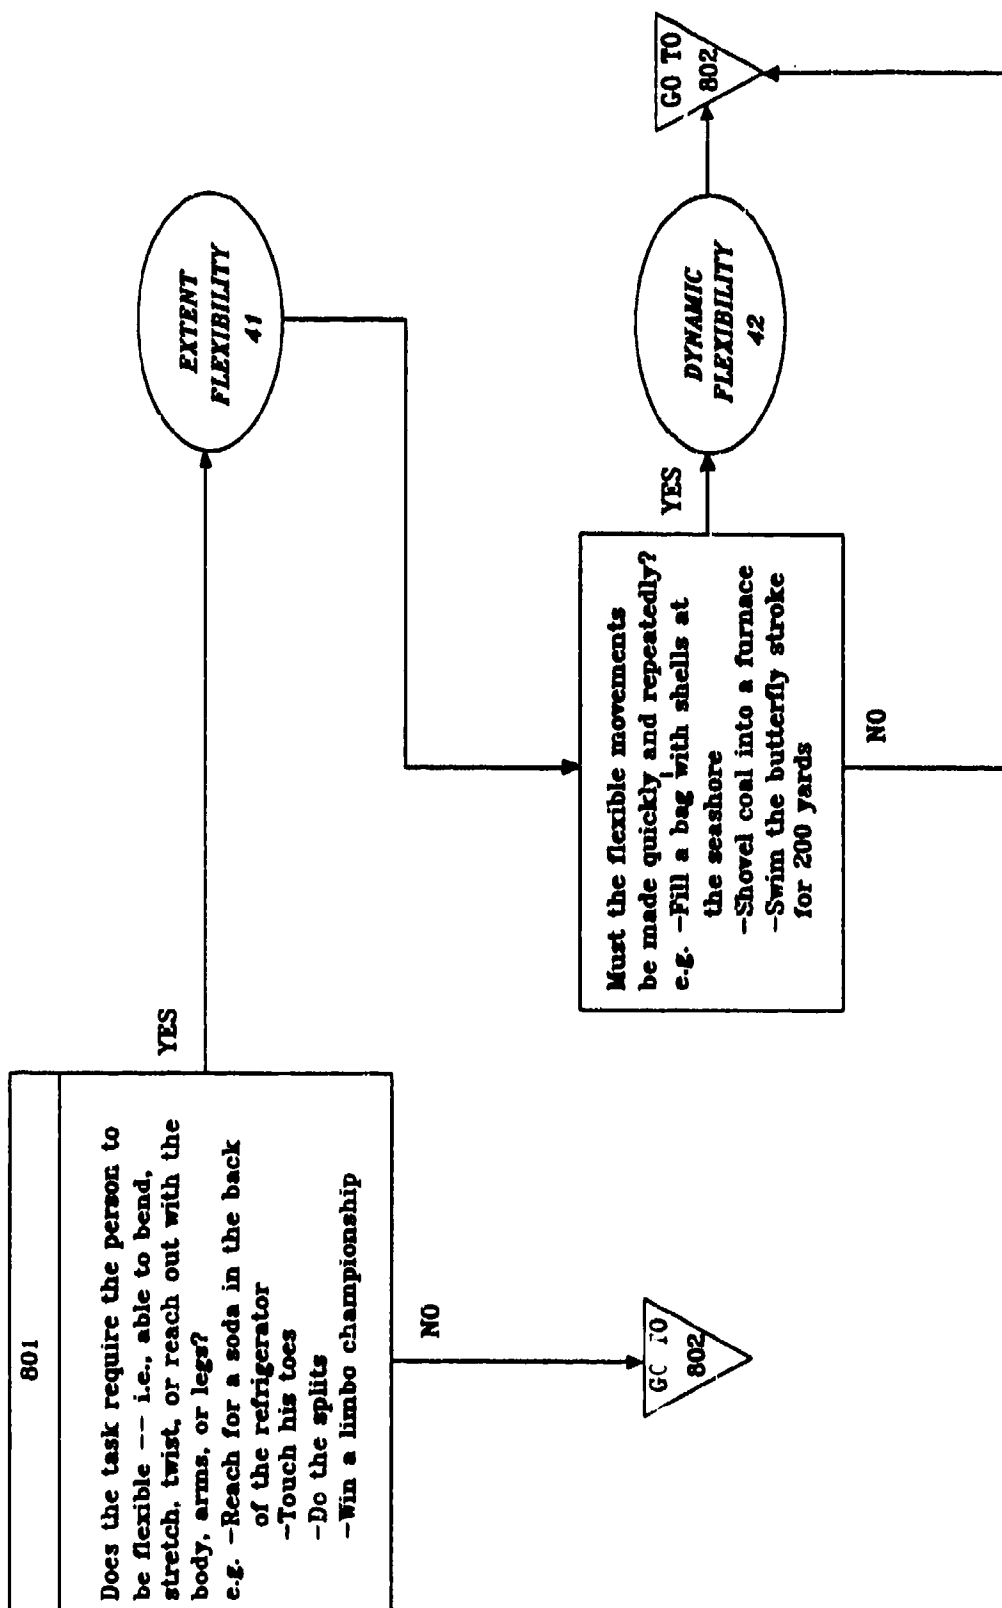 801
Does the task require the person to
be flexible -- i.e., able to bend,
stretch, twist, or reach out with the
body, arms, or legs?
e.g. -Reach for a soda in the back
of the refrigerator
-Touch his toes
-Do the splits
-Win a limbo championship
YES
NO
GO TO
802
EXTENT
FLEXIBILITY
41
Must the flexible movements
be made quickly and repeatedly?
e.g. -Fill a bag with shells at
the seashore
-Shovel coal into a furnace
-Swim the butterfly stroke
for 200 yards
YES
NO
DYNAMIC
FLEXIBILITY
42
GO TO
802